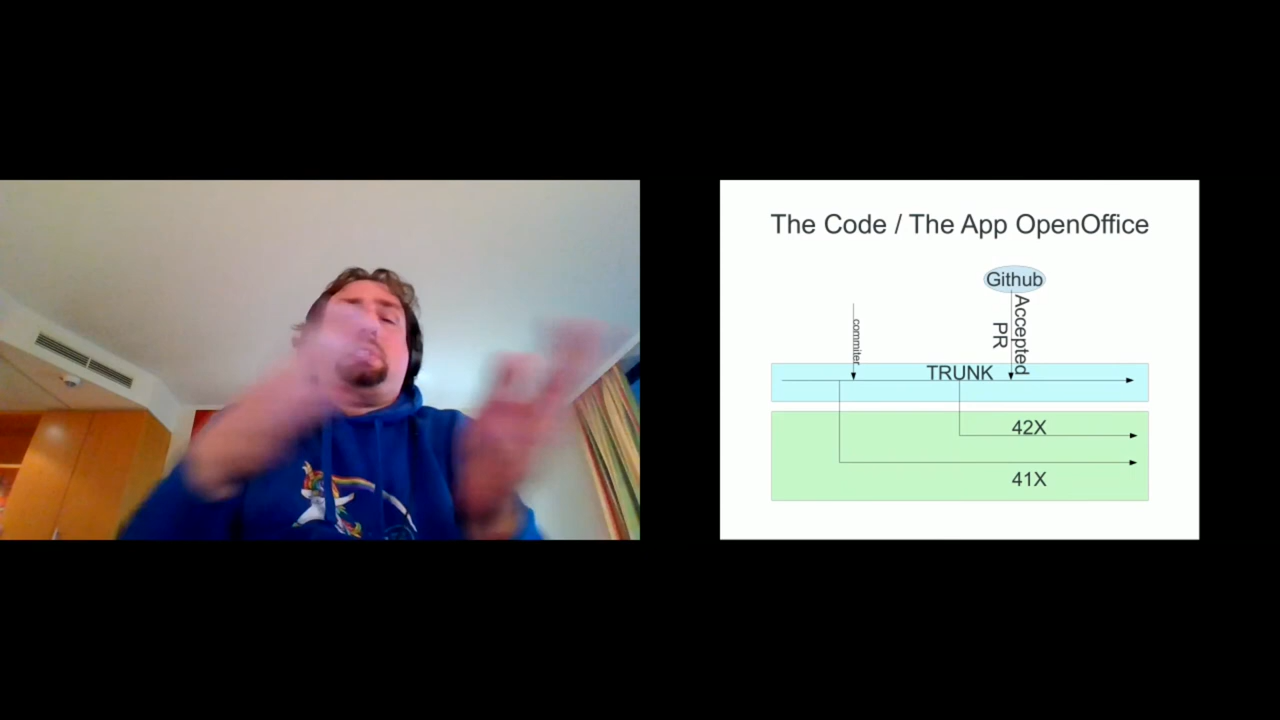 The Code / The App OpenOffice
Github
Accepted
PR
commiter
TRUNK
42X
41X